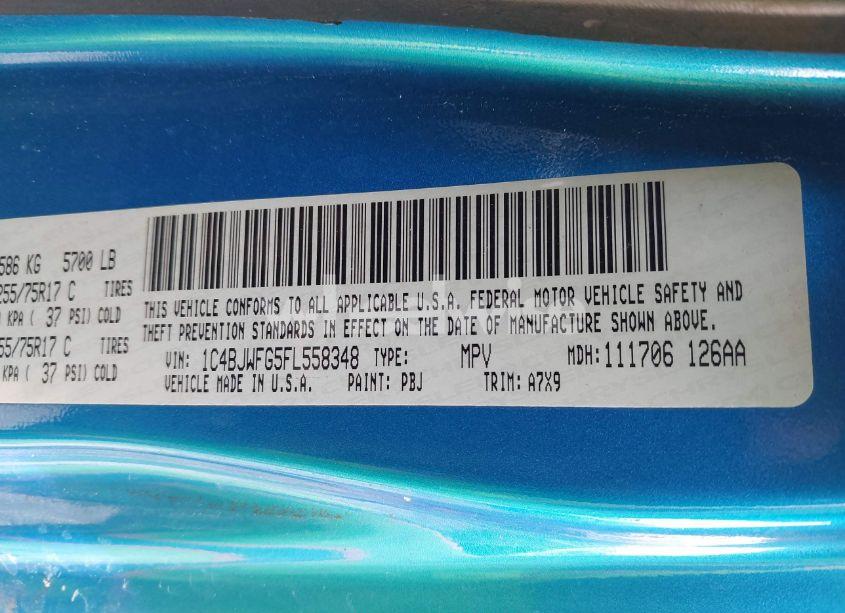 586 KG 5700 LB
255/75R17 C TIRES
KPA ( 37 PSI) COLD
55/75R17 C TIRES
KPA ( 37 PSI) COLD
THIS VEHICLE CONFORMS TO ALL APPLICABLE U.S.A. FEDERAL MOTOR VEHICLE SAFETY AND
THEFT PREVENTION STANDARDS IN EFFECT ON THE DATE OF MANUFACTURE SHOWN ABOVE.
VIN: 1C4BJWFG5FL558348 TYPE: MPV MDH: 111706 126AA
VEHICLE MADE IN U.S.A. PAINT: PBJ TRIM: A7X9